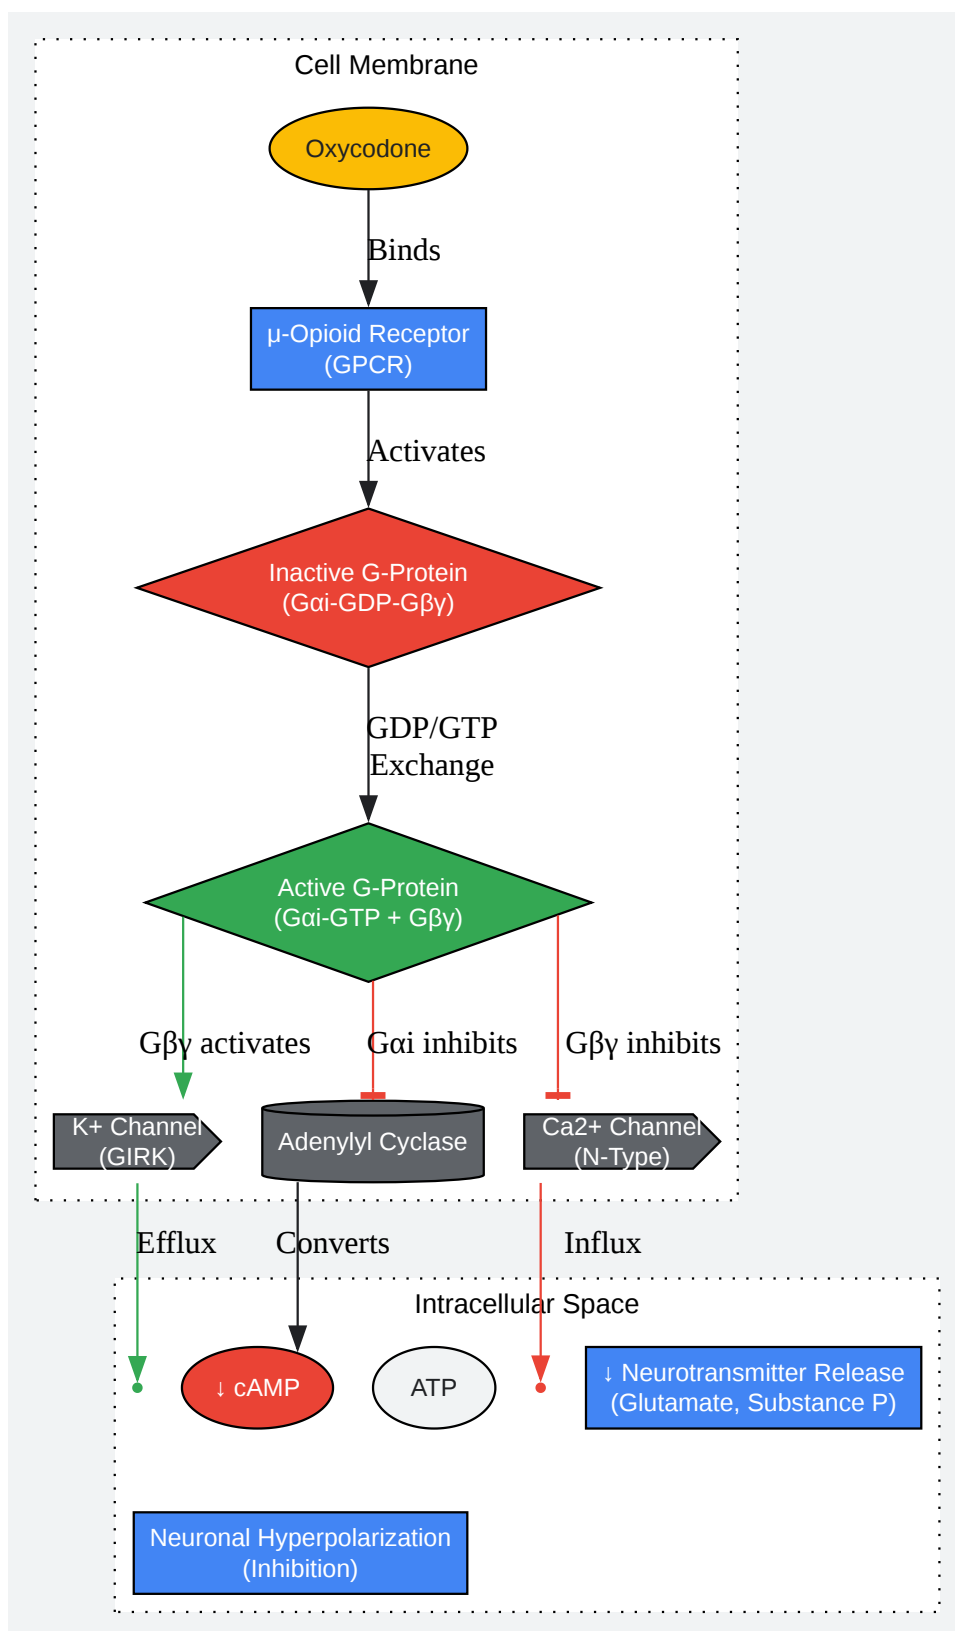 Cell Membrane
Oxycodone
Binds
μ-Opioid Receptor
(GPCR)
Activates
Inactive G-Protein
(Gαi-GDP-Gβγ)
GDP/GTP
Exchange
Active G-Protein
(Gαi-GTP + Gβγ)
Gβγ activates
Gαi inhibits
Gβγ inhibits
K+ Channel
(GIRK)
Adenylyl Cyclase
Ca2+ Channel
(N-Type)
Efflux
Converts
Influx
Intracellular Space
↓ cAMP
ATP
↓ Neurotransmitter Release
(Glutamate, Substance P)
Neuronal Hyperpolarization
(Inhibition)